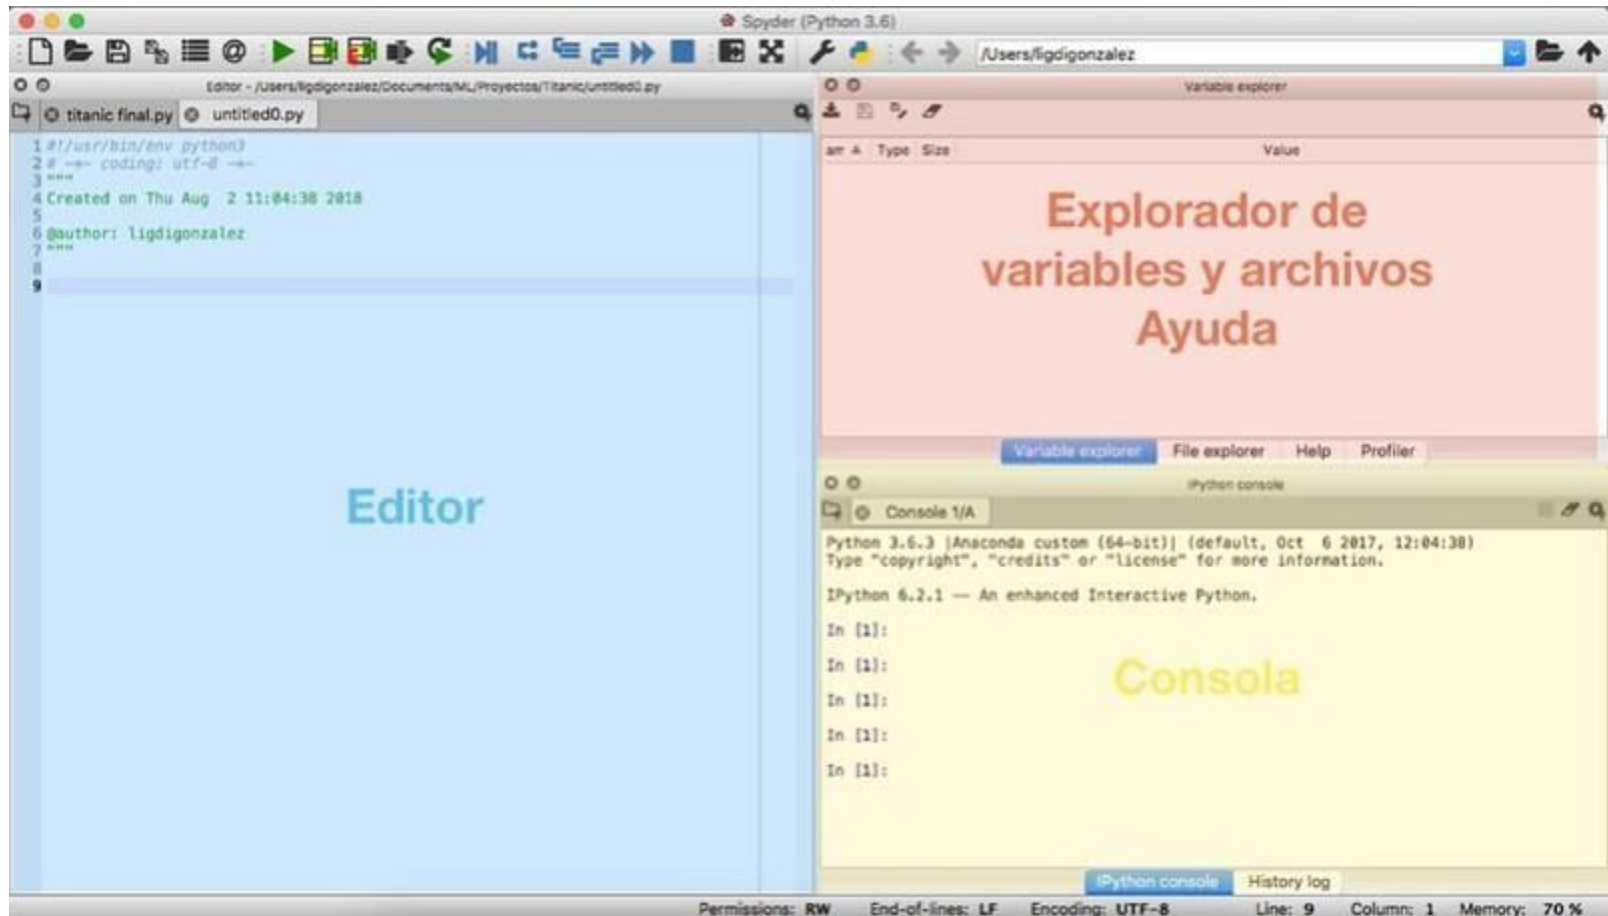 Spyder (Python 3.6)
/Users/ligdigonzalez
Editor - /Users/ligdigonzalez/Documents/ML/Proyectos/Titanic/untitled0.py
titanic final.py
untitled0.py
1 #!/usr/bin/env python3
2 # -*- coding: utf-8 -*-
3 """
4 Created on Thu Aug  2 11:04:38 2018
5
6 @author: ligdigonzalez
7 """
8
9
Editor
Variable explorer
Type Size Value
Explorador de
variables y archivos
Ayuda
Variable explorer File explorer Help Profiler
IPython console
Console 1/A
Python 3.6.3 |Anaconda custom (64-bit)| (default, Oct  6 2017, 12:04:38)
Type "copyright", "credits" or "license" for more information.
IPython 6.2.1 -- An enhanced Interactive Python.
In [1]:
In [1]:
In [1]:
In [1]:
In [1]:
Consola
IPython console History log
Permissions: RW End-of-lines: LF Encoding: UTF-8 Line: 9 Column: 1 Memory: 70 %